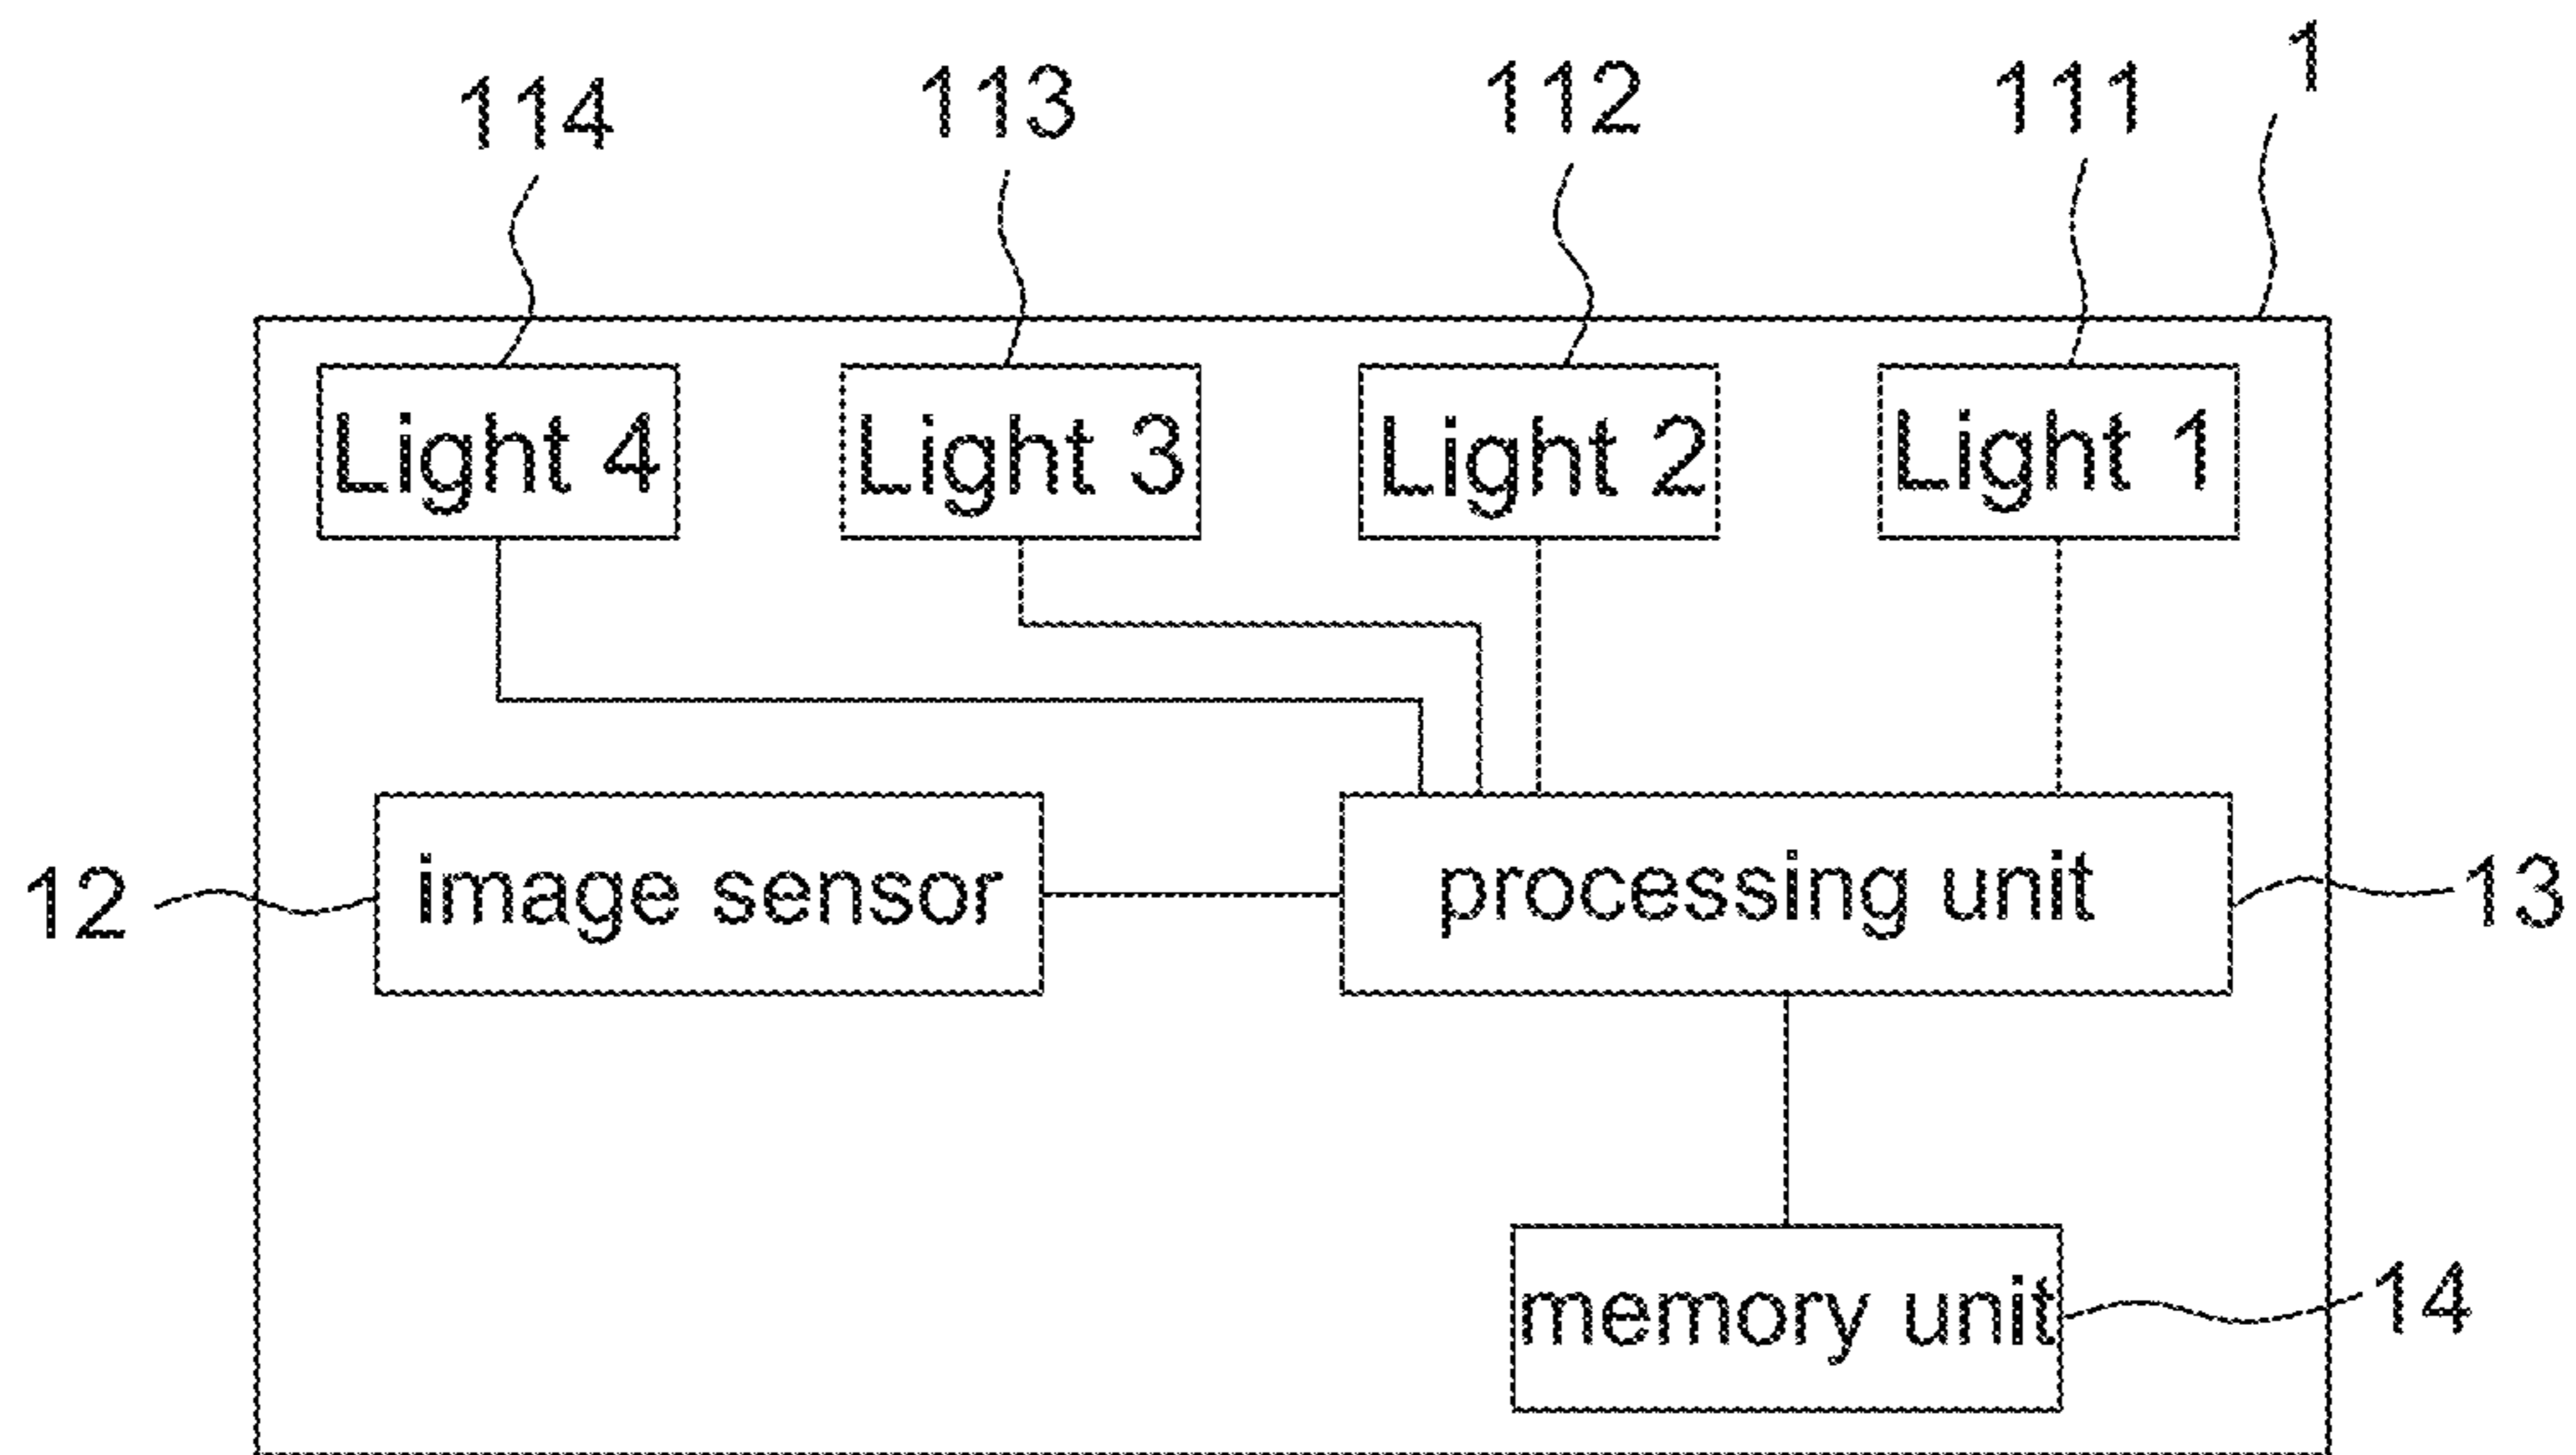 1
114 113 112 111
Light 4 Light 3 Light 2 Light 1
12 image sensor processing unit 13
memory unit 14